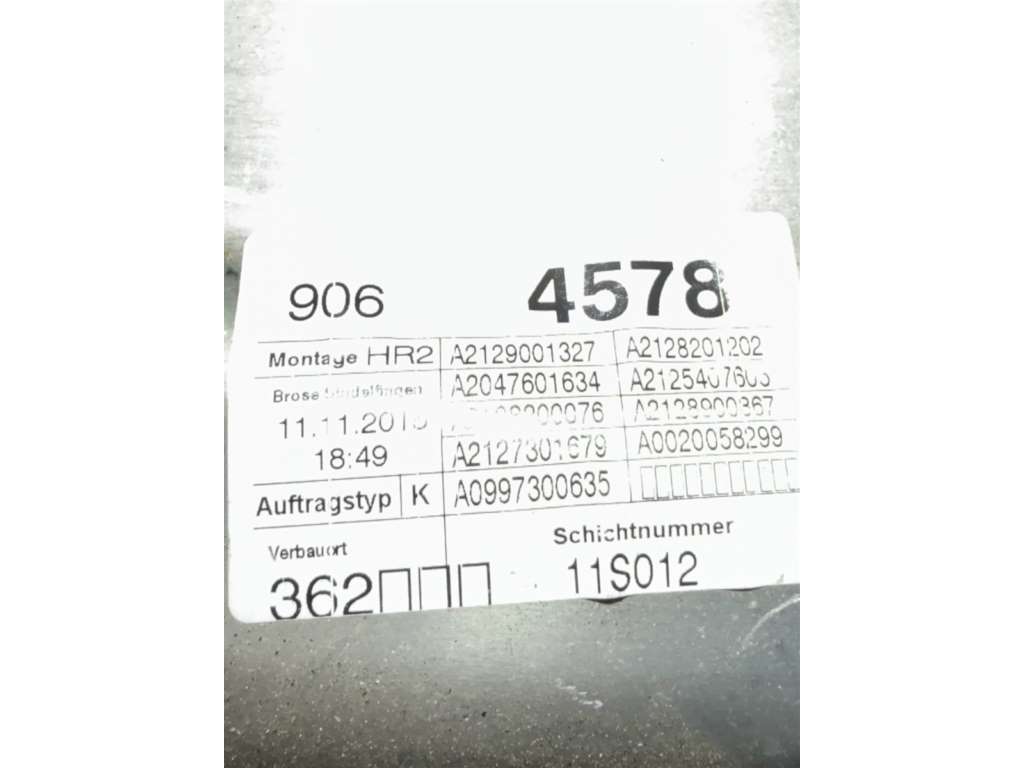 906 4578
Montage HR2 A2129001327 A2128201202
Brose A2047601634
11.11.201
18:49 A2127301679 A0020058299
Auftragstyp K A0997300635
Verbauort Schichtnummer
362 11S012